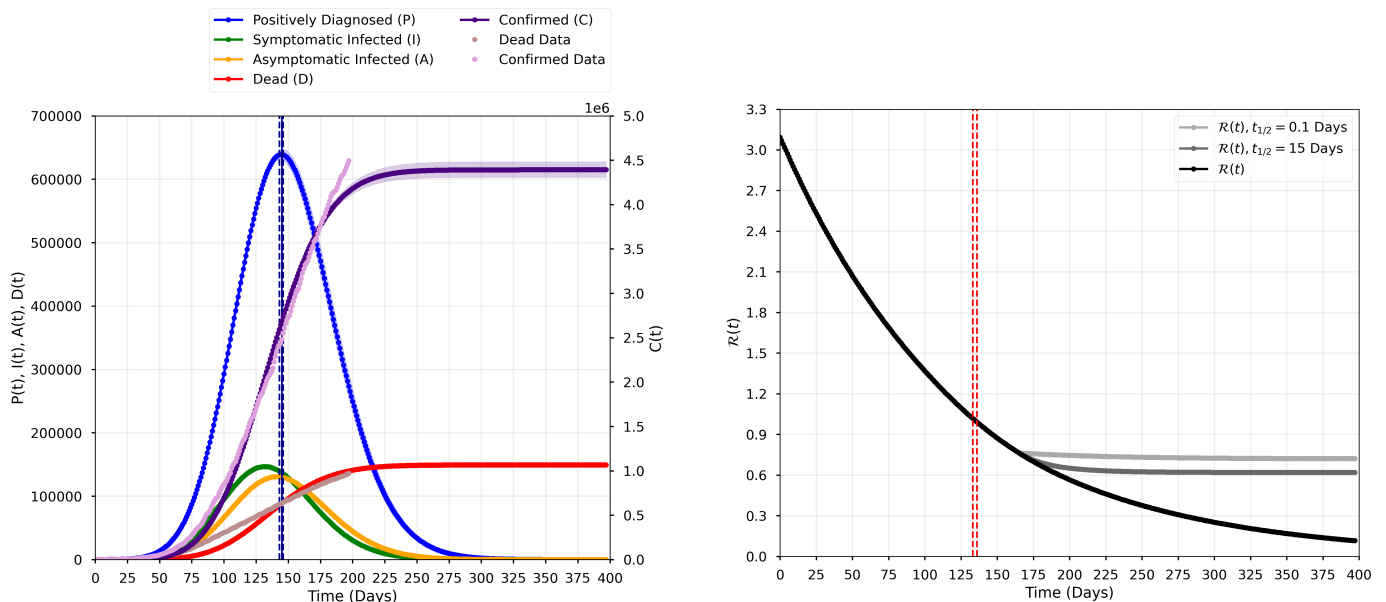 Positively Diagnosed (P)
Symptomatic Infected (I)
Asymptomatic Infected (A)
Dead (D)
Confirmed (C)
Dead Data
Confirmed Data
1e6
700000
600000
500000
400000
300000
200000
100000
0
P(t), I(t), A(t), D(t)
5.0
4.5
4.0
3.5
3.0
2.5
2.0
1.5
1.0
0.5
0.0
C(t)
0 25 50 75 100 125 150 175 200 225 250 275 300 325 350 375 400
Time (Days)
ℛ(t), t₁/₂ = 0.1 Days
ℛ(t), t₁/₂ = 15 Days
ℛ(t)
3.3
3.0
2.7
2.4
2.1
1.8
1.5
1.2
0.9
0.6
0.3
0.0
ℛ(t)
0 25 50 75 100 125 150 175 200 225 250 275 300 325 350 375 400
Time (Days)